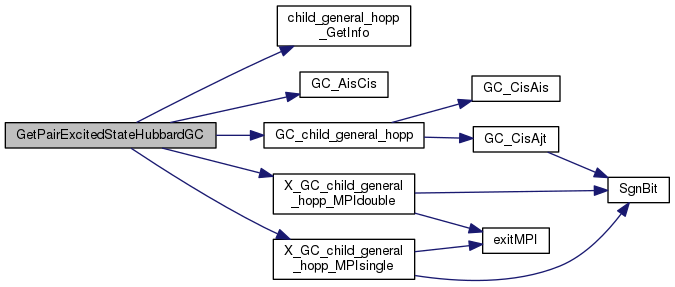 child_general_hopp
_GetInfo
GC_AisCis
GC_CisAis
GetPairExcitedStateHubbardGC
GC_child_general_hopp
GC_CisAjt
X_GC_child_general
_hopp_MPIdouble
SgnBit
exitMPI
X_GC_child_general
_hopp_MPIsingle